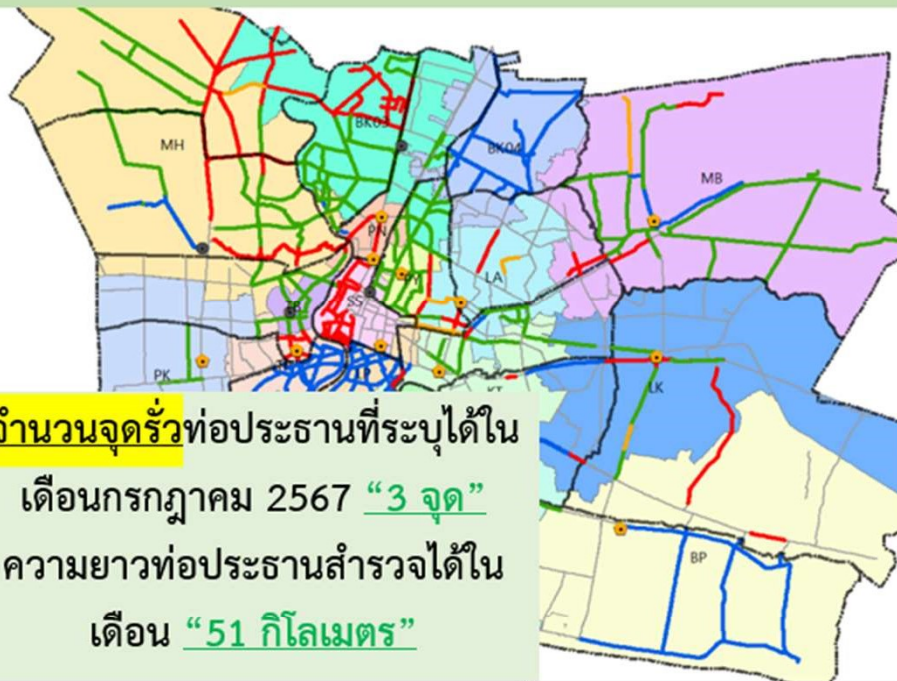 MH
BK03
BK04
MB
PN
PY
LA
SS
PK
LK
BP
จำนวนจุดรั่วท่อประธานที่ระบุได้ใน
เดือนกรกฎาคม 2567 “3 จุด”
ความยาวท่อประธานสำรวจได้ใน
เดือน “51 กิโลเมตร”